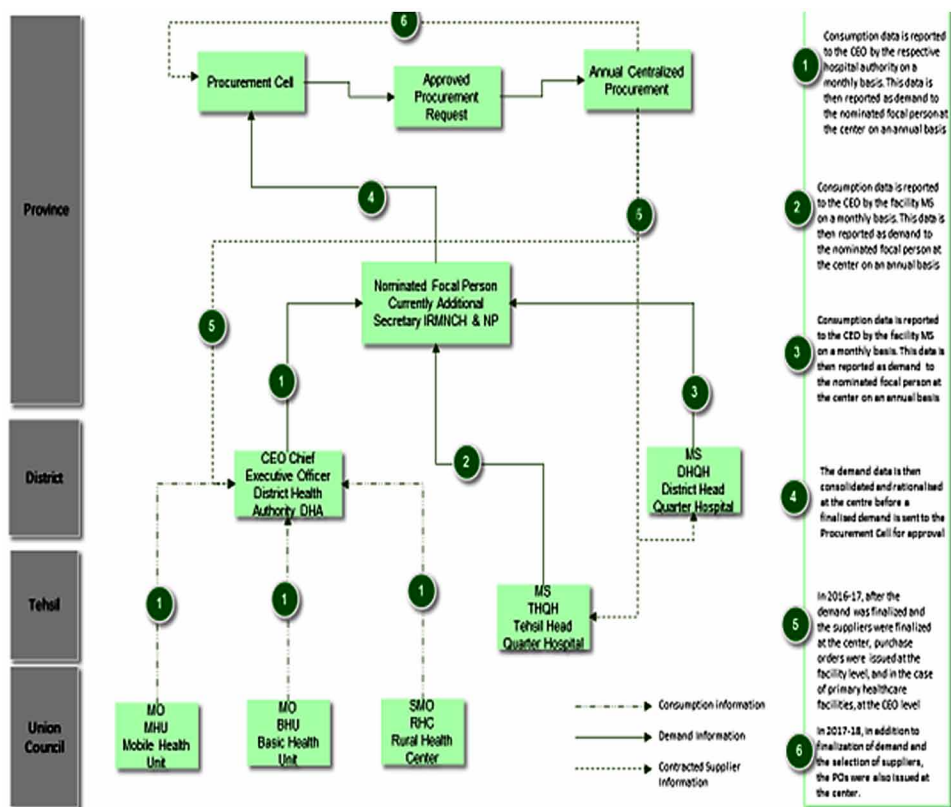 6
Procurement Cell
Approved
Procurement
Request
Annual Centralized
Procurement
Province
4
5
5
Nominated Focal Person
Currently Additional
Secretary IRMNCH & NP
1
3
2
District
CEO Chief
Executive Officer
District Health
Authority DHA
MS
DHQH
District Head
Quarter Hospital
Tehsil
1
1
1
MS
THQH
Tehsil Head
Quarter Hospital
Union
Council
MO
MHU
Mobile Health
Unit
MO
BHU
Basic Health
Unit
SMO
RHC
Rural Health
Center
Consumption information
Demand Information
Contracted Supplier
Information
1
Consumption data is reported
to the CEO by the respective
hospital authority on a
monthly basis. This data is
then reported as demand to
the nominated focal person at
the center on an annual basis
2
Consumption data is reported
to the CEO by the facility MS
on a monthly basis. This data is
then reported as demand to
the nominated focal person at
the center on an annual basis
3
Consumption data is reported
to the CEO by the facility MS
on a monthly basis. This data is
then reported as demand to
the nominated focal person at
the center on an annual basis
4
The demand data is then
consolidated and rationalised
at the centre before a
finalised demand is sent to the
Procurement Cell for approval
5
In 2016-17, after the
demand was finalized and
the suppliers were finalized
at the center, purchase
orders were issued at the
facility level, and in the case
of primary healthcare
facilities, at the CEO level
6
In 2017-18, in addition to
finalization of demand and
the selection of suppliers,
the POs were also issued at
the center.